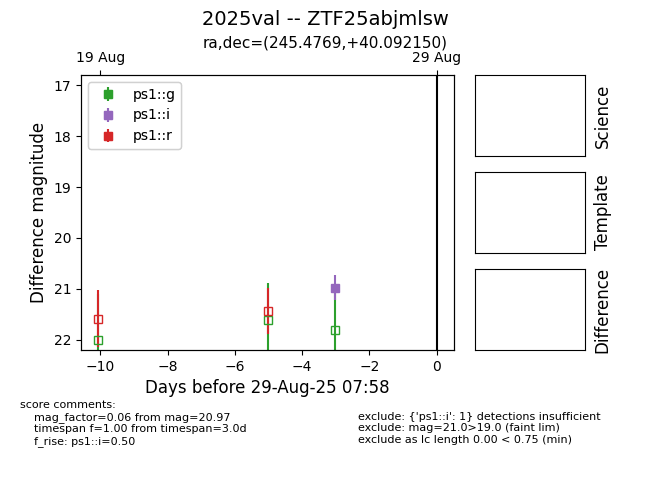 2025val -- ZTF25abjmlsw
ra,dec=(245.4769,+40.092150)
19 Aug
29 Aug
17
18
19
20
21
22
Difference magnitude
ps1::g
ps1::i
ps1::r
−10
−8
−6
−4
−2
0
Days before 29-Aug-25 07:58
Science
Template
Difference
score comments:
mag_factor=0.06 from mag=20.97
timespan f=1.00 from timespan=3.0d
f_rise: ps1::i=0.50
exclude: {'ps1::i': 1} detections insufficient
exclude: mag=21.0>19.0 (faint lim)
exclude as lc length 0.00 < 0.75 (min)